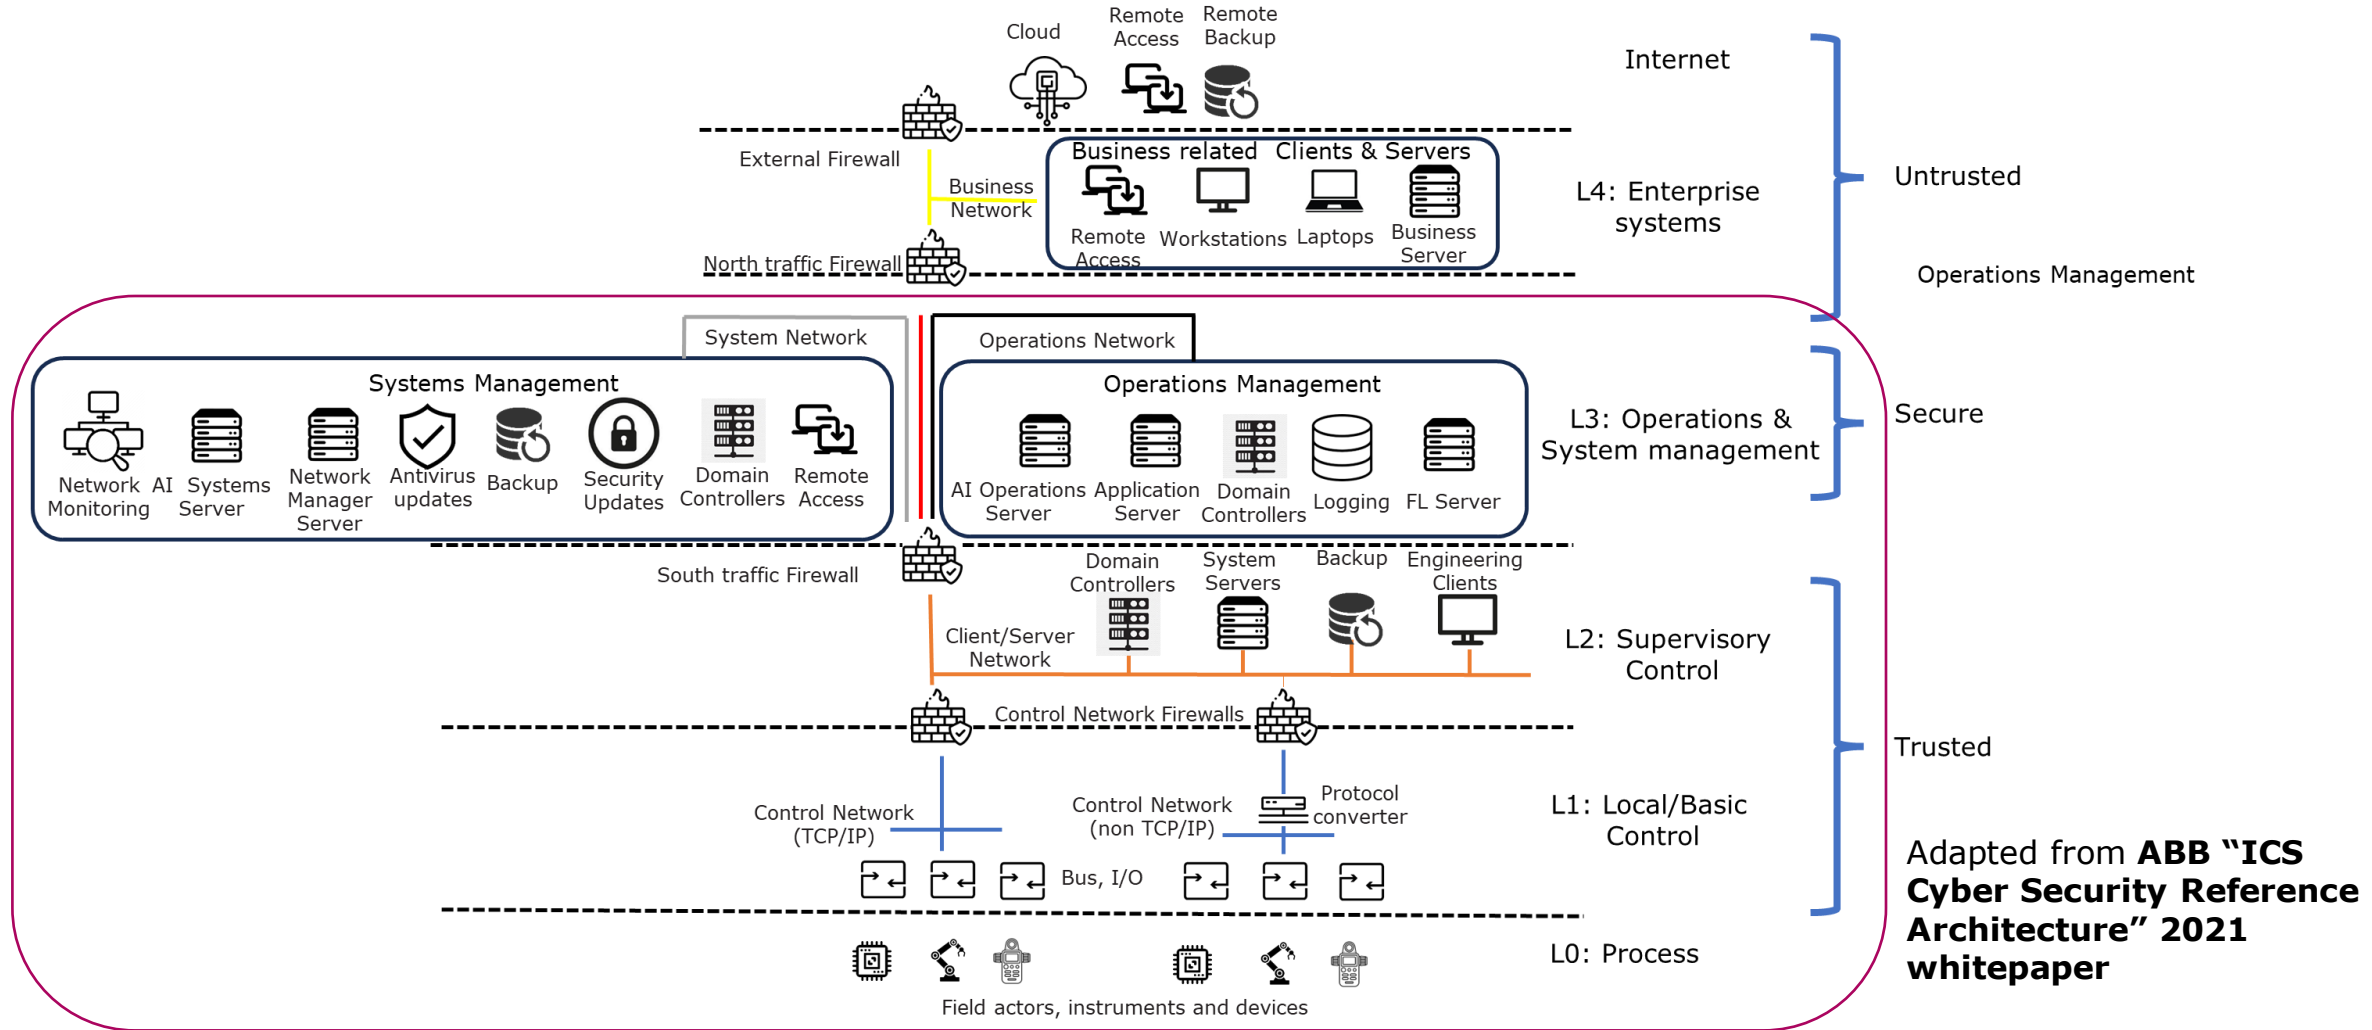 Cloud
Remote
Access
Remote
Backup
Internet
External Firewall
Business related Clients & Servers
Business
Network
Remote
Access
Workstations
Laptops
Business
Server
L4: Enterprise
systems
Untrusted
North traffic Firewall
Operations Management
System Network
Operations Network
Systems Management
Network
Monitoring
AI Systems
Server
Network
Manager
Server
Antivirus
updates
Backup
Security
Updates
Domain
Controllers
Remote
Access
Operations Management
AI Operations
Server
Application
Server
Domain
Controllers
Logging
FL Server
L3: Operations &
System management
Secure
South traffic Firewall
Domain
Controllers
System
Servers
Backup
Engineering
Clients
Client/Server
Network
L2: Supervisory
Control
Control Network Firewalls
Trusted
Control Network
(TCP/IP)
Control Network
(non TCP/IP)
Protocol
converter
L1: Local/Basic
Control
Bus, I/O
Adapted from ABB “ICS
Cyber Security Reference
Architecture” 2021
whitepaper
L0: Process
Field actors, instruments and devices